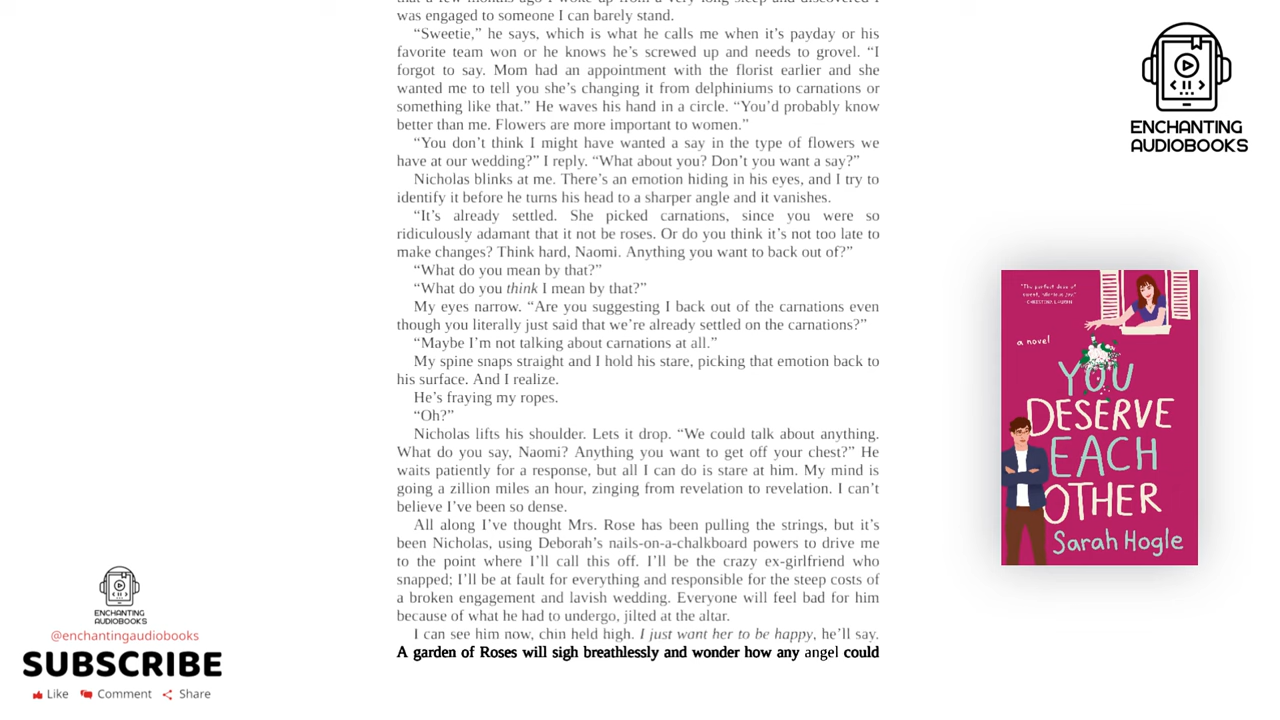 that a few months ago I woke up from a very long sleep and discovered I
was engaged to someone I can barely stand.
“Sweetie,” he says, which is what he calls me when it’s payday or his
favorite team won or he knows he’s screwed up and needs to grovel. “I
forgot to say. Mom had an appointment with the florist earlier and she
wanted me to tell you she’s changing it from delphiniums to carnations or
something like that.” He waves his hand in a circle. “You’d probably know
better than me. Flowers are more important to women.”
“You don’t think I might have wanted a say in the type of flowers we
have at our wedding?” I reply. “What about you? Don’t you want a say?”
Nicholas blinks at me. There’s an emotion hiding in his eyes, and I try to
identify it before he turns his head to a sharper angle and it vanishes.
“It’s already settled. She picked carnations, since you were so
ridiculously adamant that it not be roses. Or do you think it’s not too late to
make changes? Think hard, Naomi. Anything you want to back out of?”
“What do you mean by that?”
“What do you think I mean by that?”
My eyes narrow. “Are you suggesting I back out of the carnations even
though you literally just said that we’re already settled on the carnations?”
“Maybe I’m not talking about carnations at all.”
My spine snaps straight and I hold his stare, picking that emotion back to
his surface. And I realize.
He’s fraying my ropes.
“Oh?”
Nicholas lifts his shoulder. Lets it drop. “We could talk about anything.
What do you say, Naomi? Anything you want to get off your chest?” He
waits patiently for a response, but all I can do is stare at him. My mind is
going a zillion miles an hour, zinging from revelation to revelation. I can’t
believe I’ve been so dense.
All along I’ve thought Mrs. Rose has been pulling the strings, but it’s
been Nicholas, using Deborah’s nails-on-a-chalkboard powers to drive me
to the point where I’ll call this off. I’ll be the crazy ex-girlfriend who
snapped; I’ll be at fault for everything and responsible for the steep costs of
a broken engagement and lavish wedding. Everyone will feel bad for him
because of what he had to undergo, jilted at the altar.
I can see him now, chin held high. I just want her to be happy, he’ll say.
A garden of Roses will sigh breathlessly and wonder how any angel could
ENCHANTING
AUDIOBOOKS
a novel
YOU
DESERVE
EACH
OTHER
Sarah Hogle
ENCHANTING
AUDIOBOOKS
@enchantingaudiobooks
SUBSCRIBE
Like Comment Share